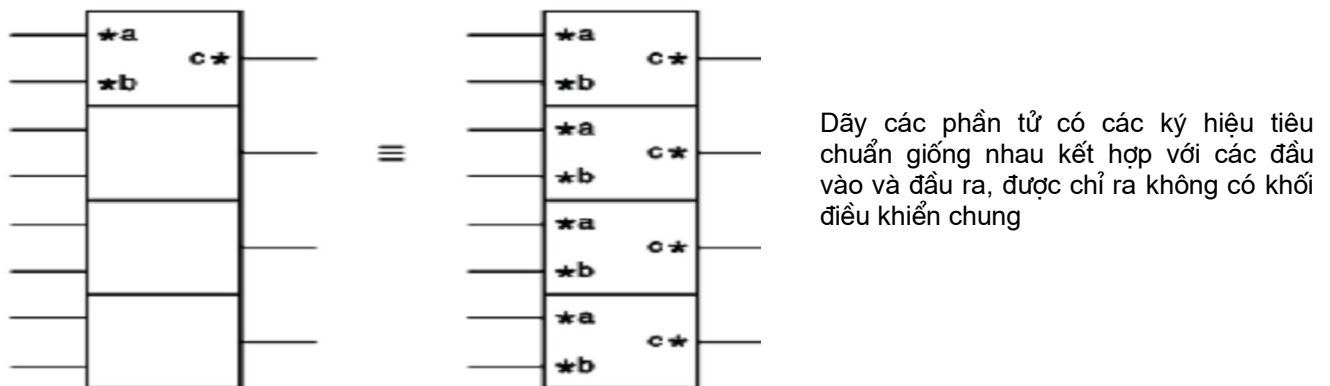 *a
c*
*b
≡
*a
c*
*b
*a
c*
*b
*a
c*
*b
*a
c*
*b
Dãy các phần tử có các ký hiệu tiêu
chuẩn giống nhau kết hợp với các đầu
vào và đầu ra, được chỉ ra không có khối
điều khiển chung